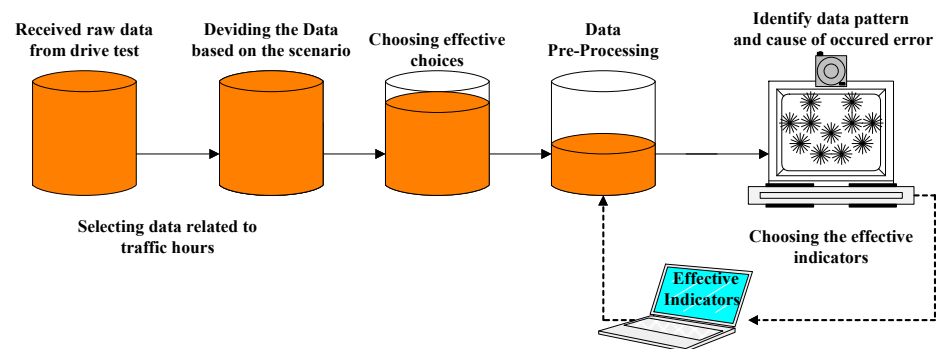 Received raw data
from drive test
Deviding the Data
based on the scenario
Choosing effective
choices
Data
Pre-Processing
Identify data pattern
and cause of occured error
Selecting data related to
traffic hours
Choosing the effective
indicators
Effective
Indicators